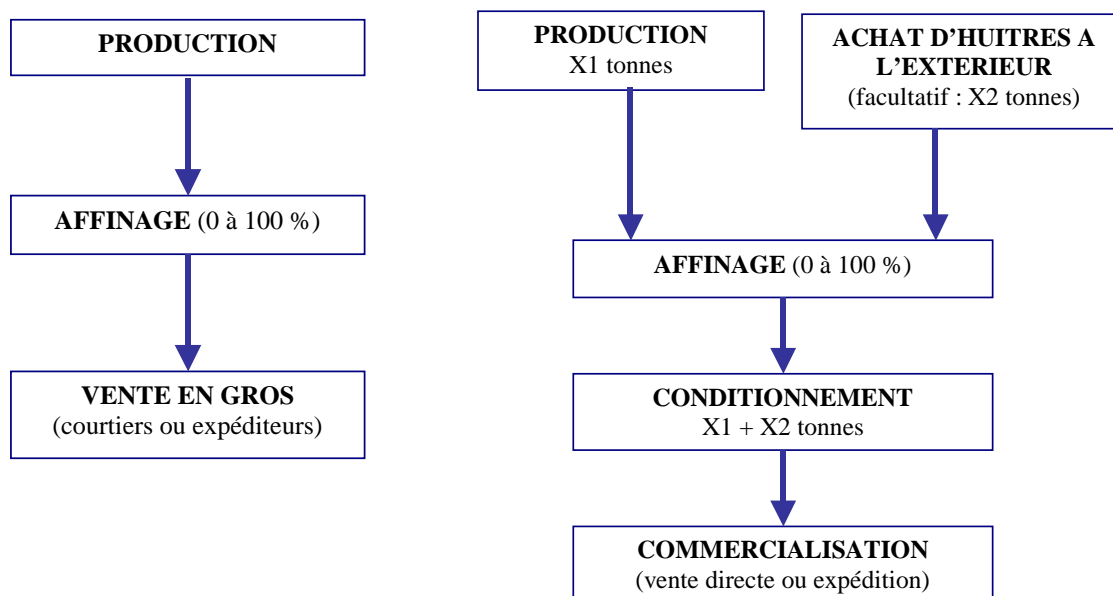 PRODUCTION
AFFINAGE (0 à 100 %)
VENTE EN GROS
(courtiers ou expéditeurs)
PRODUCTION
X1 tonnes
ACHAT D’HUITRES A
L’EXTERIEUR
(facultatif : X2 tonnes)
AFFINAGE (0 à 100 %)
CONDITIONNEMENT
X1 + X2 tonnes
COMMERCIALISATION
(vente directe ou expédition)